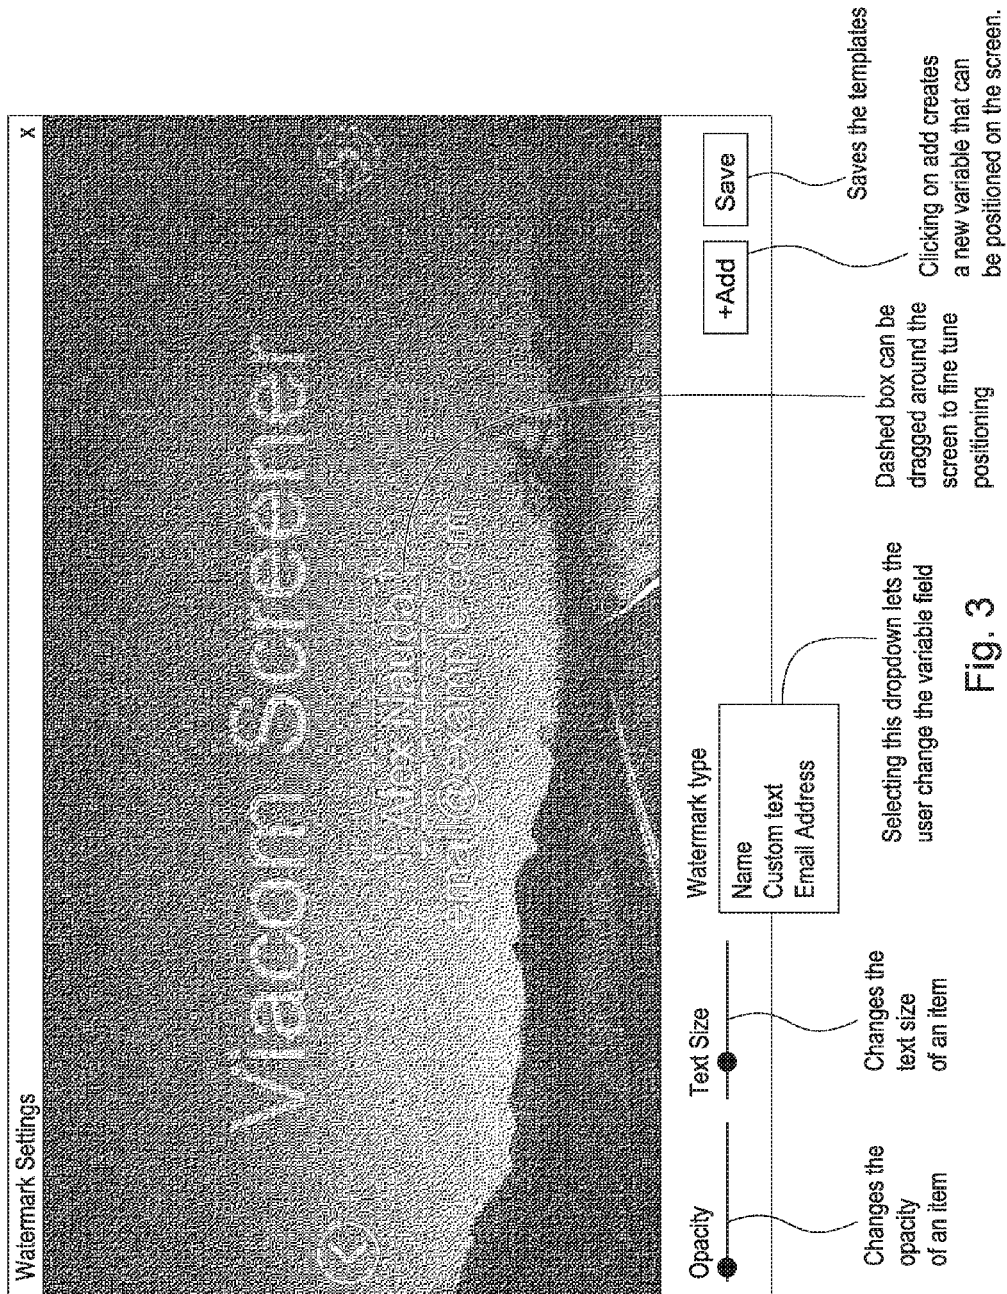 Watermark Settings
X
Viacom Screener
Alex Nauda
email@example.com
Opacity
Text Size
Watermark type
Name
Custom text
Email Address
+Add
Save
Changes the
opacity
of an item
Changes the
text size
of an item
Selecting this dropdown lets the
user change the variable field
Dashed box can be
dragged around the
screen to fine tune
positioning
Clicking on add creates
a new variable that can
be positioned on the screen.
Saves the templates
Fig. 3